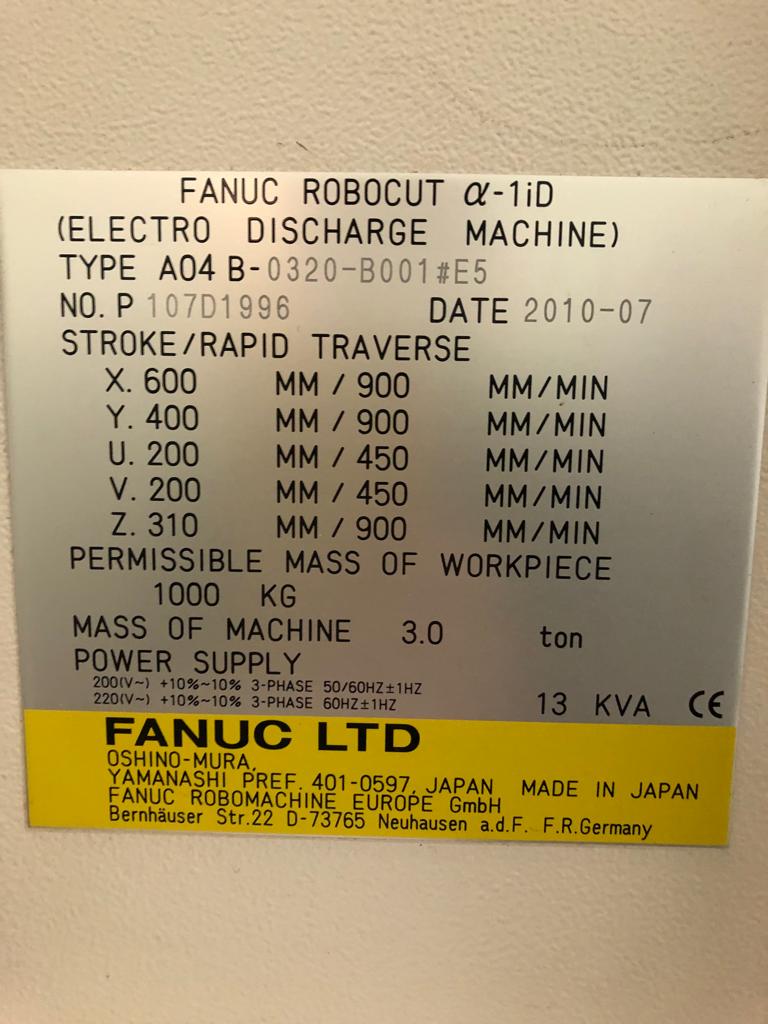 FANUC ROBOCUT α-1iD
(ELECTRO DISCHARGE MACHINE)
TYPE A04B-0320-B001#E5
NO. P 107D1996 DATE 2010-07
STROKE/RAPID TRAVERSE
X. 600 MM / 900 MM/MIN
Y. 400 MM / 900 MM/MIN
U. 200 MM / 450 MM/MIN
V. 200 MM / 450 MM/MIN
Z. 310 MM / 900 MM/MIN
PERMISSIBLE MASS OF WORKPIECE
1000 KG
MASS OF MACHINE 3.0 ton
POWER SUPPLY
200(V~) +10%~10% 3-PHASE 50/60HZ±1HZ
220(V~) +10%~10% 3-PHASE 60HZ±1HZ 13 KVA CE
FANUC LTD
OSHINO-MURA,
YAMANASHI PREF. 401-0597, JAPAN MADE IN JAPAN
FANUC ROBOMACHINE EUROPE GmbH
Bernhäuser Str.22 D-73765 Neuhausen a.d.F. F.R.Germany